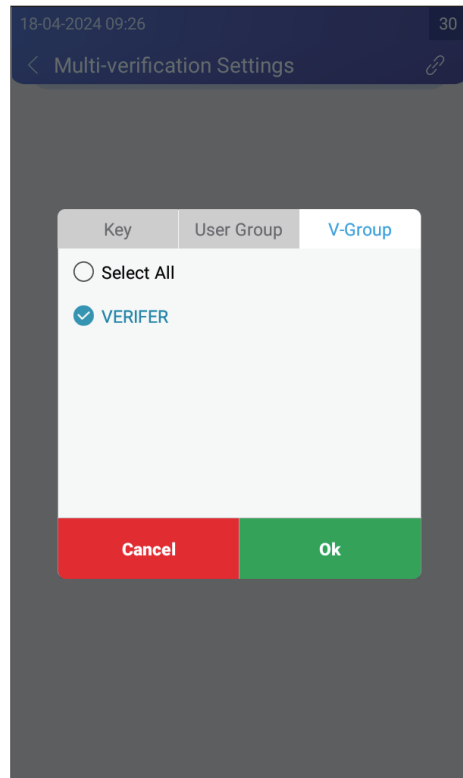 18-04-2024 09:26 30
Multi-verification Settings
Key User Group V-Group
Select All
VERIFER
Cancel Ok